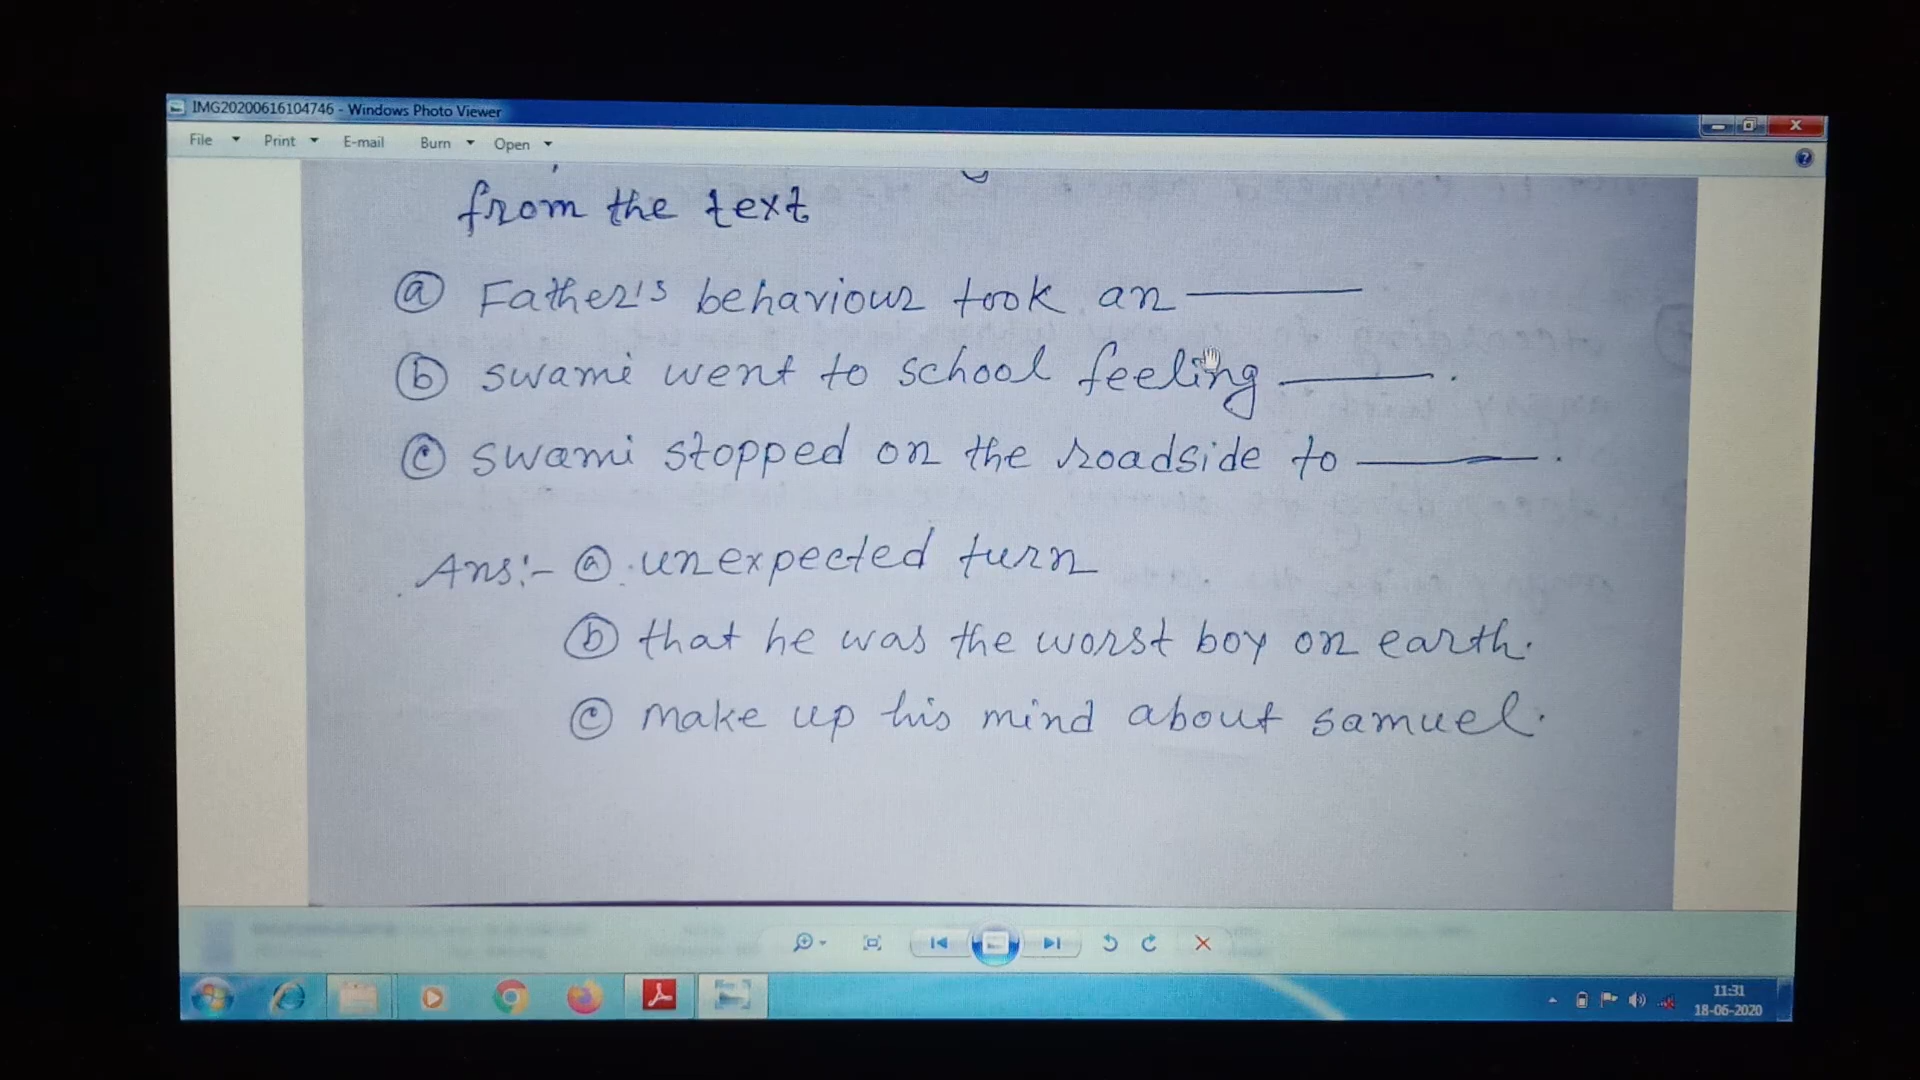 IMG20200616104746 - Windows Photo Viewer
File Print E-mail Burn Open
from the text
(a) Father's behaviour took an ______
(b) swami went to school feeling ______.
(c) swami stopped on the roadside to ______.
Ans:- (a) unexpected turn
(b) that he was the worst boy on earth.
(c) make up his mind about samuel.
11:31
18-06-2020